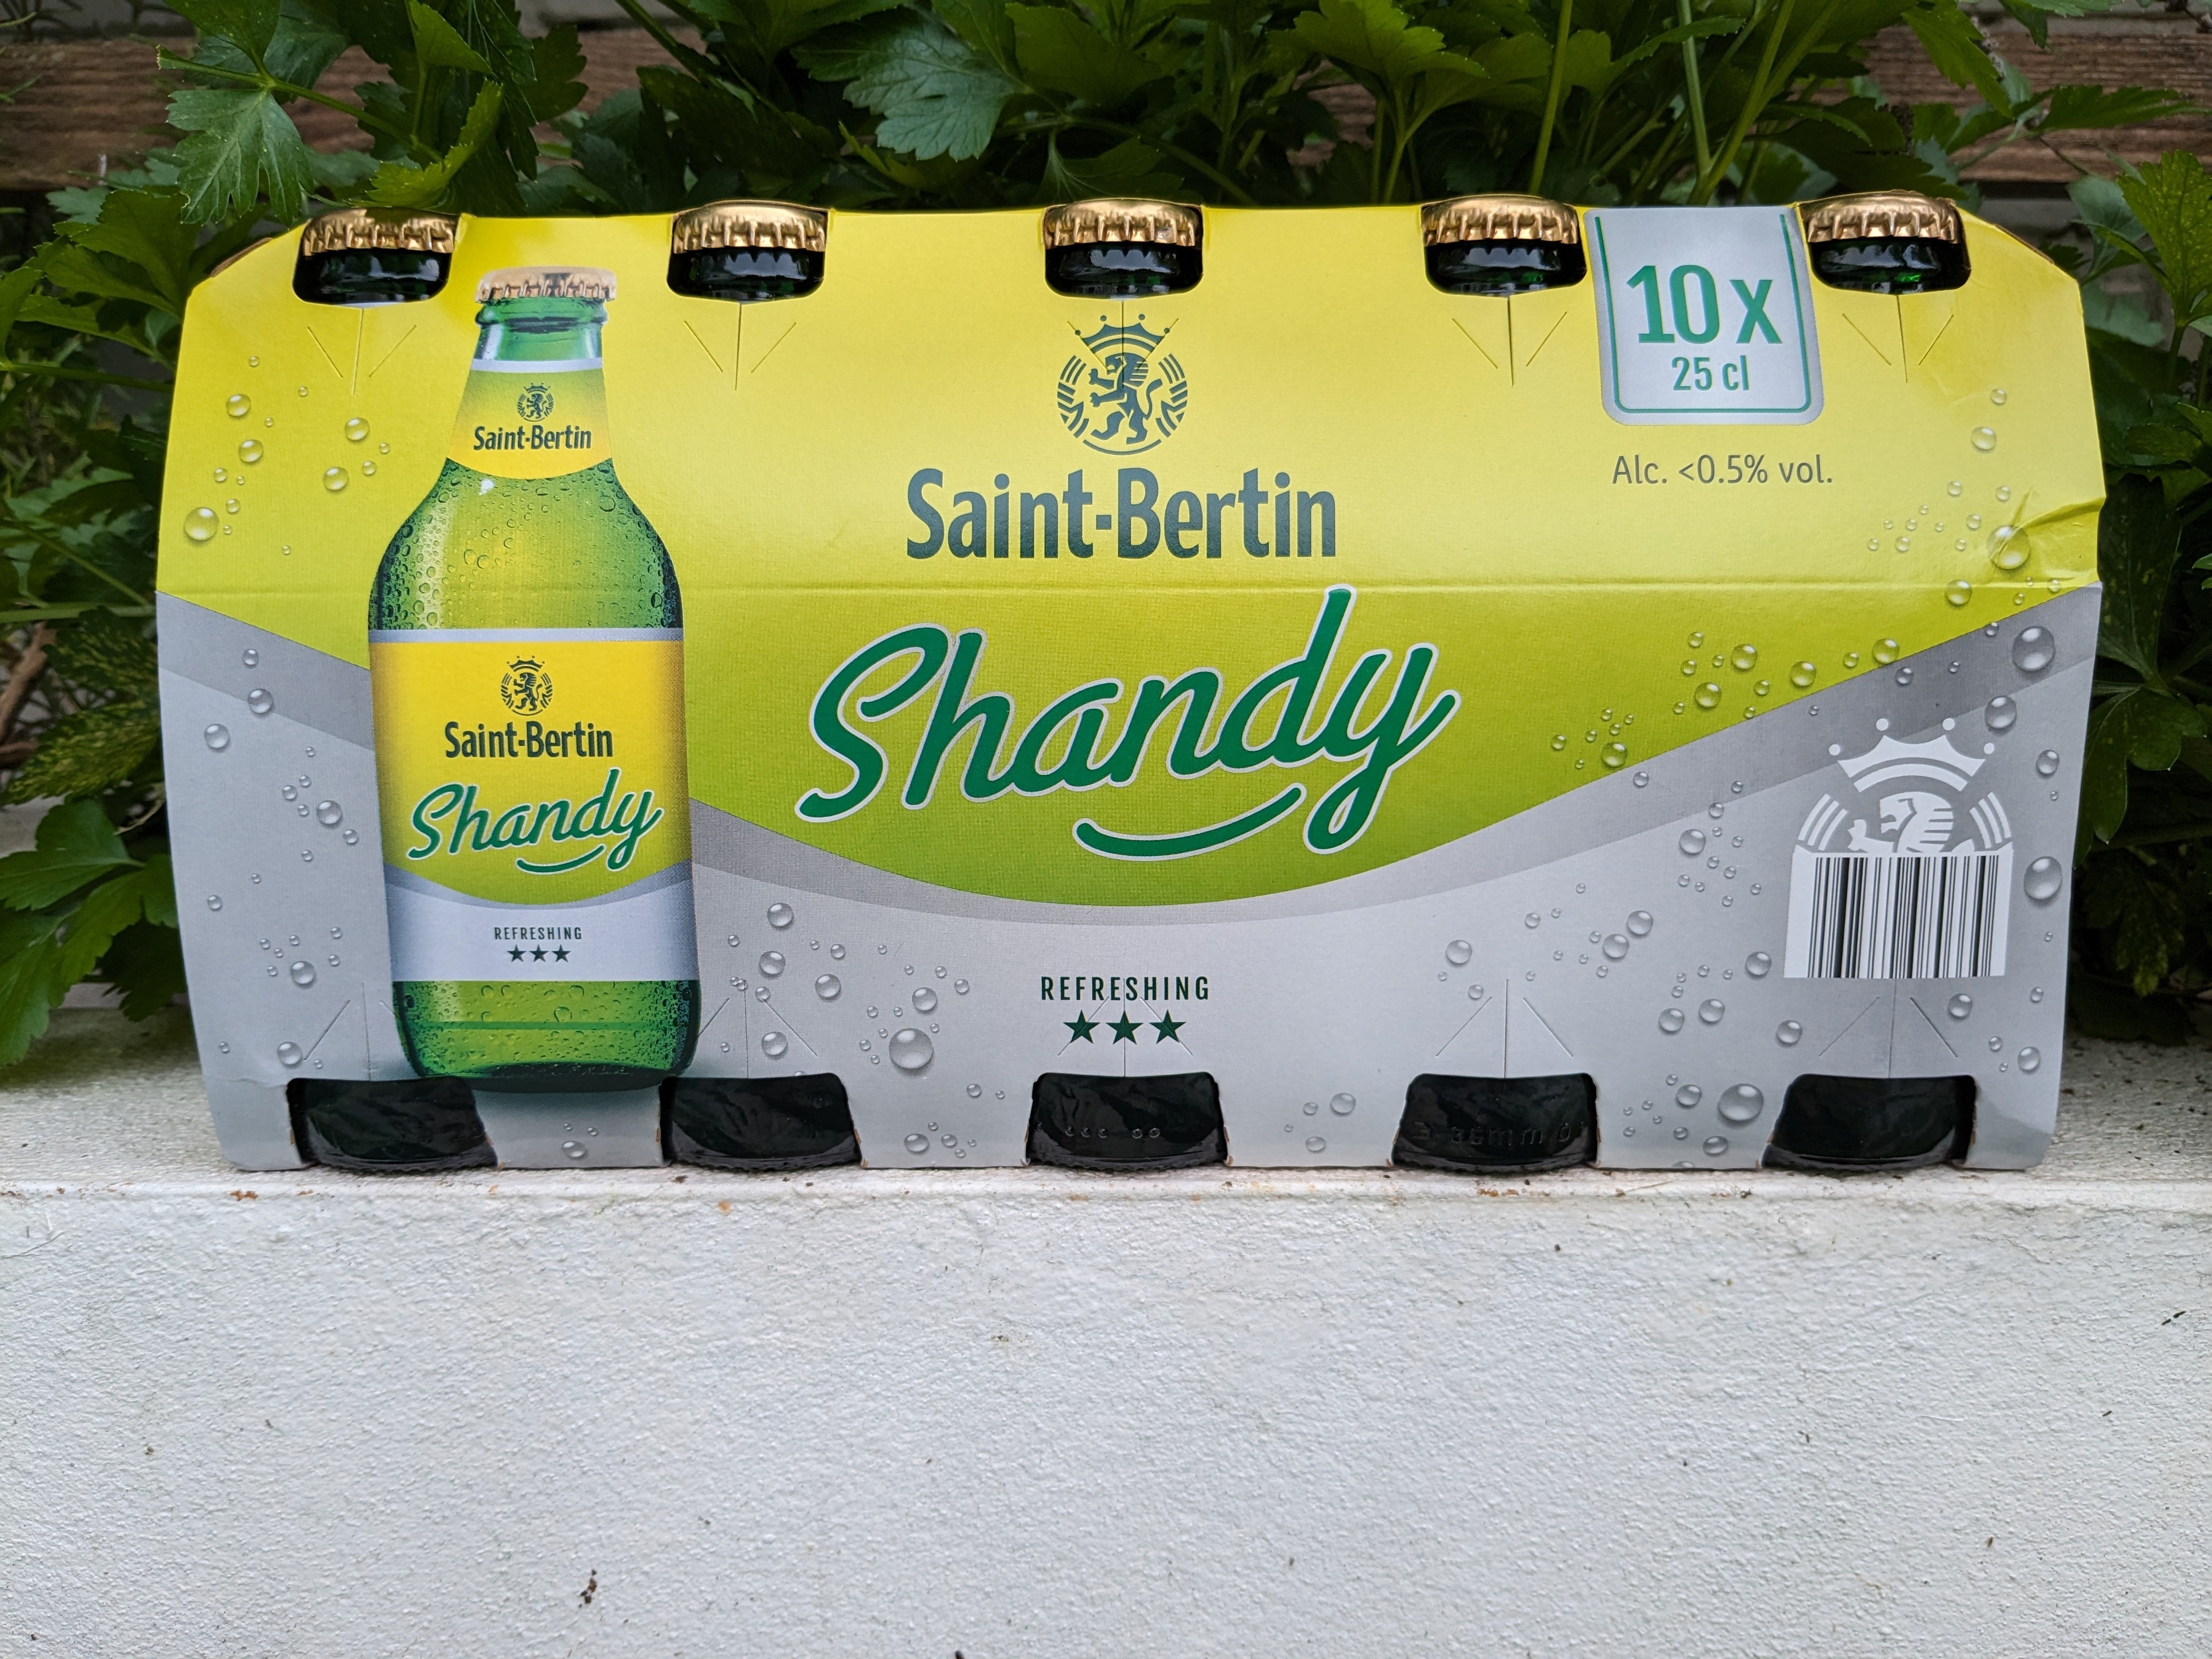 10 x
25 cl
Alc. <0.5% vol.
Saint-Bertin
Shandy
REFRESHING
Saint-Bertin
Saint-Bertin
Shandy
REFRESHING